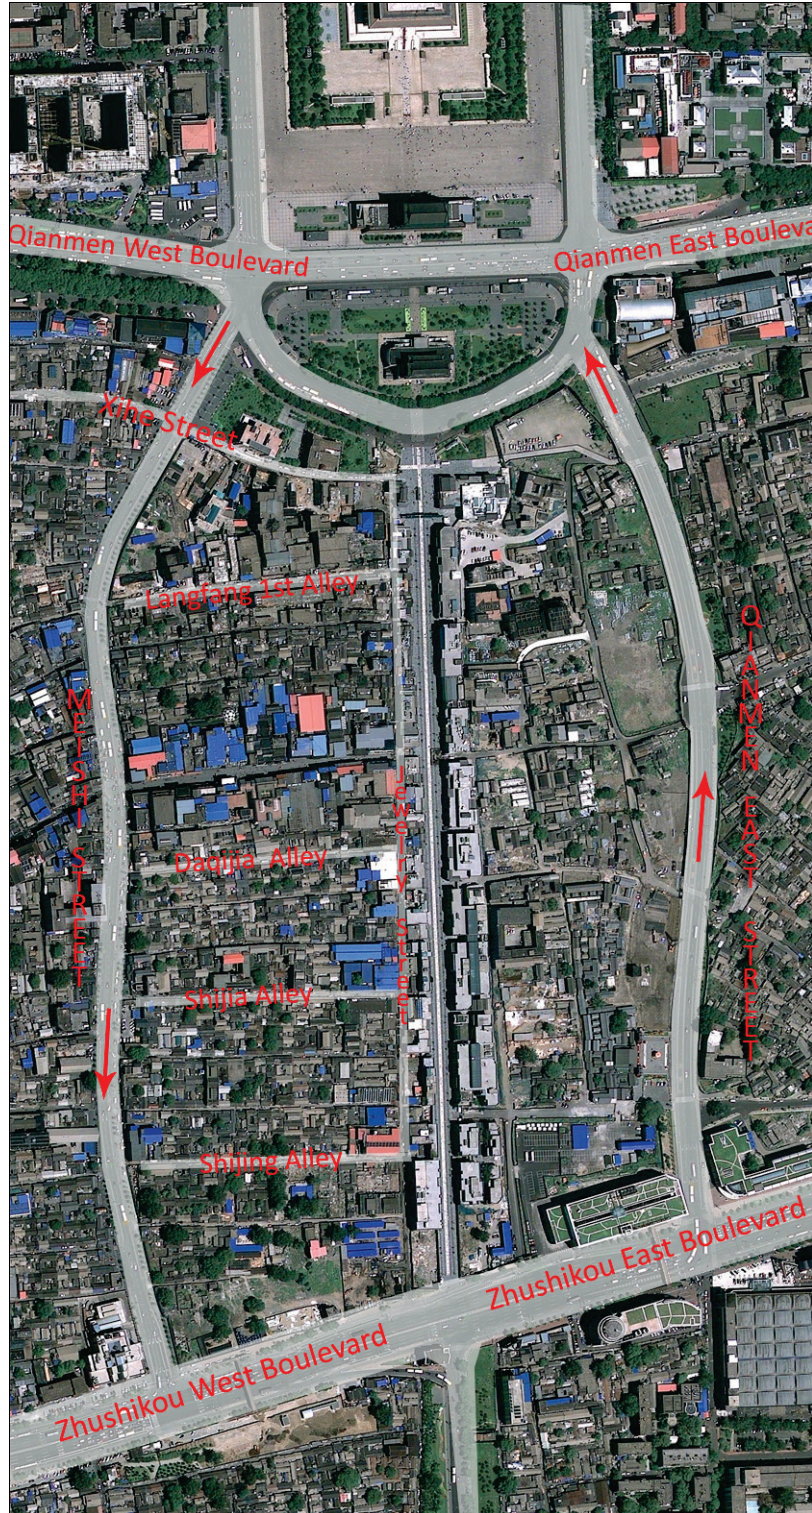 Qianmen West Boulevard
Qianmen East Bouleva
Xihe Street
Langfang 1st Alley
MEISHI STREET
QIANMEN EAST STREET
Jewelry Street
Daqijia Alley
Shijia Alley
Shijing Alley
Zhushikou East Boulevard
Zhushikou West Boulevard